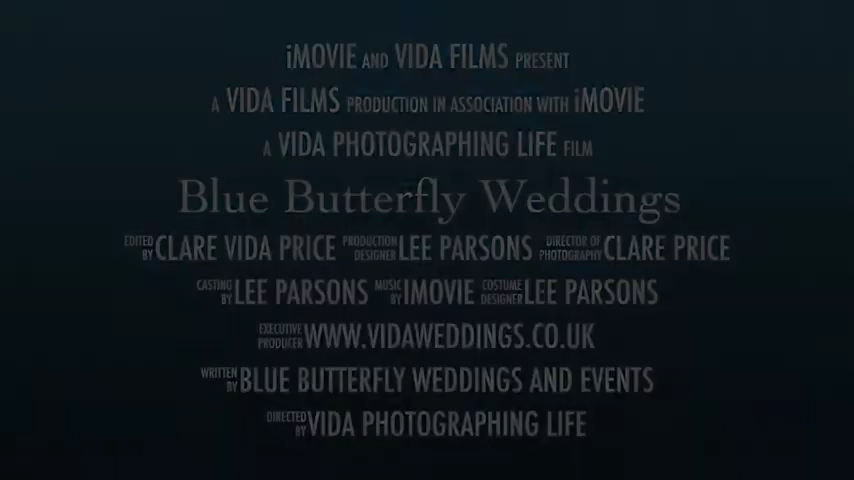 iMOVIE AND VIDA FILMS PRESENT
A VIDA FILMS PRODUCTION IN ASSOCIATION WITH iMOVIE
A VIDA PHOTOGRAPHING LIFE FILM
Blue Butterfly Weddings
EDITED BY CLARE VIDA PRICE PRODUCTION DESIGNER LEE PARSONS DIRECTOR OF PHOTOGRAPHY CLARE PRICE
CASTING BY LEE PARSONS MUSIC BY IMOVIE COSTUME DESIGNER LEE PARSONS
EXECUTIVE PRODUCER WWW.VIDAWEDDINGS.CO.UK
WRITTEN BY BLUE BUTTERFLY WEDDINGS AND EVENTS
DIRECTED BY VIDA PHOTOGRAPHING LIFE